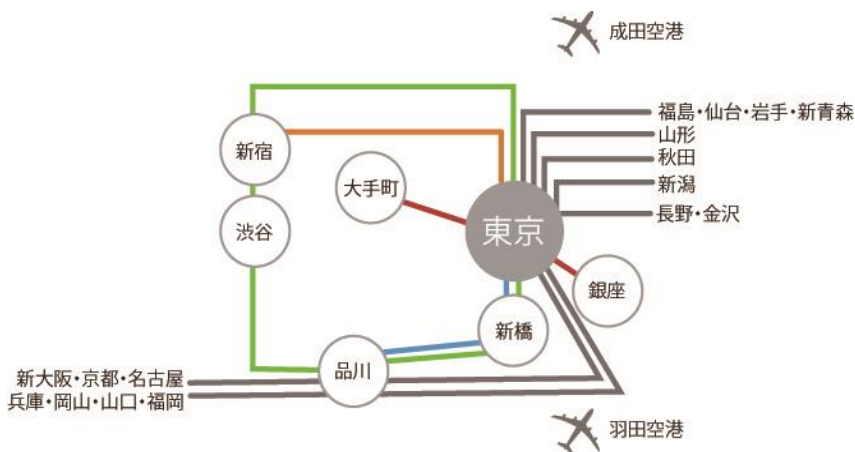 成田空港
福島・仙台・岩手・新青森
山形
秋田
新潟
長野・金沢
新宿
大手町
渋谷
東京
銀座
新橋
品川
新大阪・京都・名古屋
兵庫・岡山・山口・福岡
羽田空港